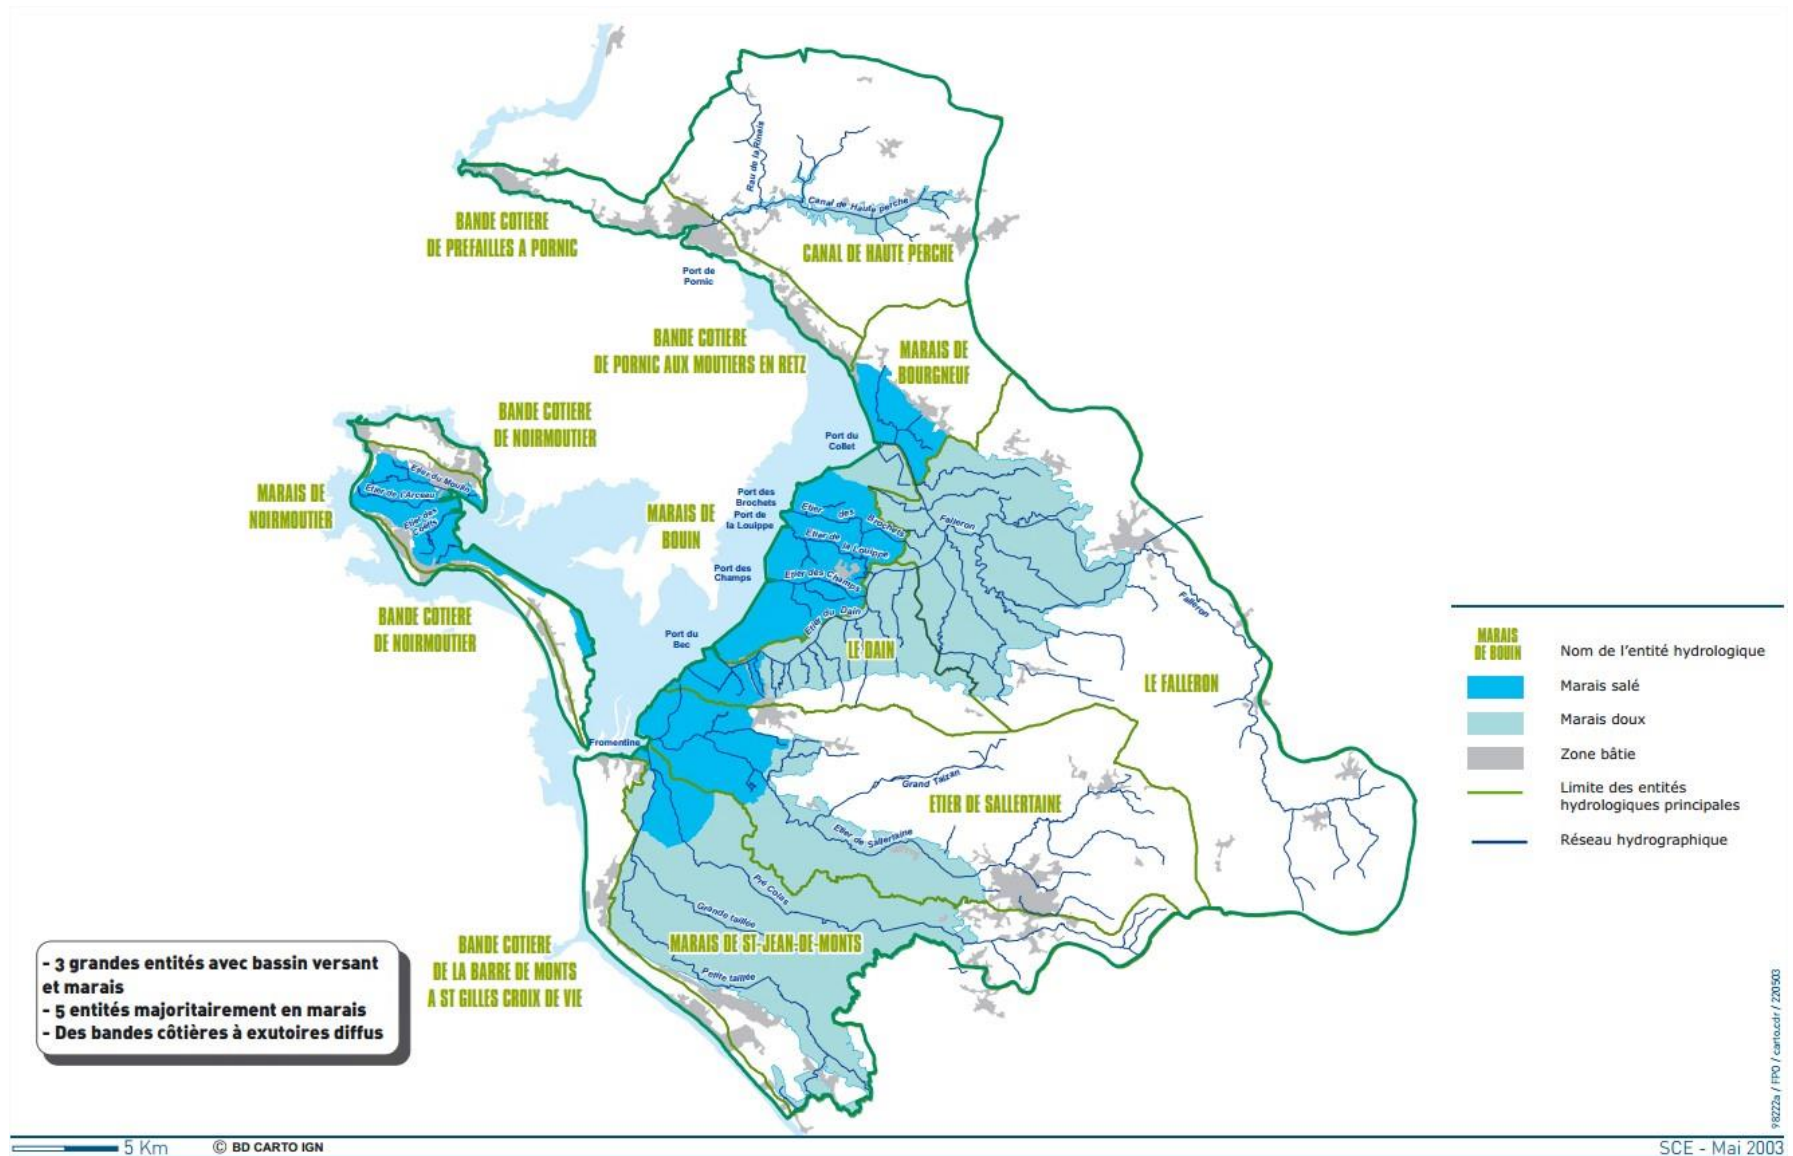 Rau de la Rinais
Canal de Haute perche
BANDE COTIERE
DE PREFAILLES A PORNIC
CANAL DE HAUTE PERCHE
Port de
Pornic
BANDE COTIERE
DE PORNIC AUX MOUTIERS EN RETZ
MARAIS DE
BOURGNEUF
BANDE COTIERE
DE NOIRMOUTIER
Port du
Collet
Etier du Moulin
Etier de l'Arceau
Etier des
Coëfs
MARAIS DE
NOIRMOUTIER
Port des
Brochets
Port de
la Louippe
MARAIS DE
BOUIN
Etier des Brochets
Falleron
Etier de la Louippe
Port des
Champs
Etier des Champs
Falleron
BANDE COTIERE
DE NOIRMOUTIER
Etier du Dain
Port du
Bec
LE DAIN
LE FALLERON
Fromentine
Grand Taizan
ETIER DE SALLERTAINE
Etier de Sallertaine
Pré Colas
Grande taillée
MARAIS DE ST-JEAN-DE-MONTS
Petite taillée
BANDE COTIERE
DE LA BARRE DE MONTS
A ST GILLES CROIX DE VIE
MARAIS
DE BOUIN
Nom de l'entité hydrologique
Marais salé
Marais doux
Zone bâtie
Limite des entités
hydrologiques principales
Réseau hydrographique
- 3 grandes entités avec bassin versant
et marais
- 5 entités majoritairement en marais
- Des bandes côtières à exutoires diffus
98222a / FPO / carto.cdr / 220503
5 Km
© BD CARTO IGN
SCE - Mai 2003